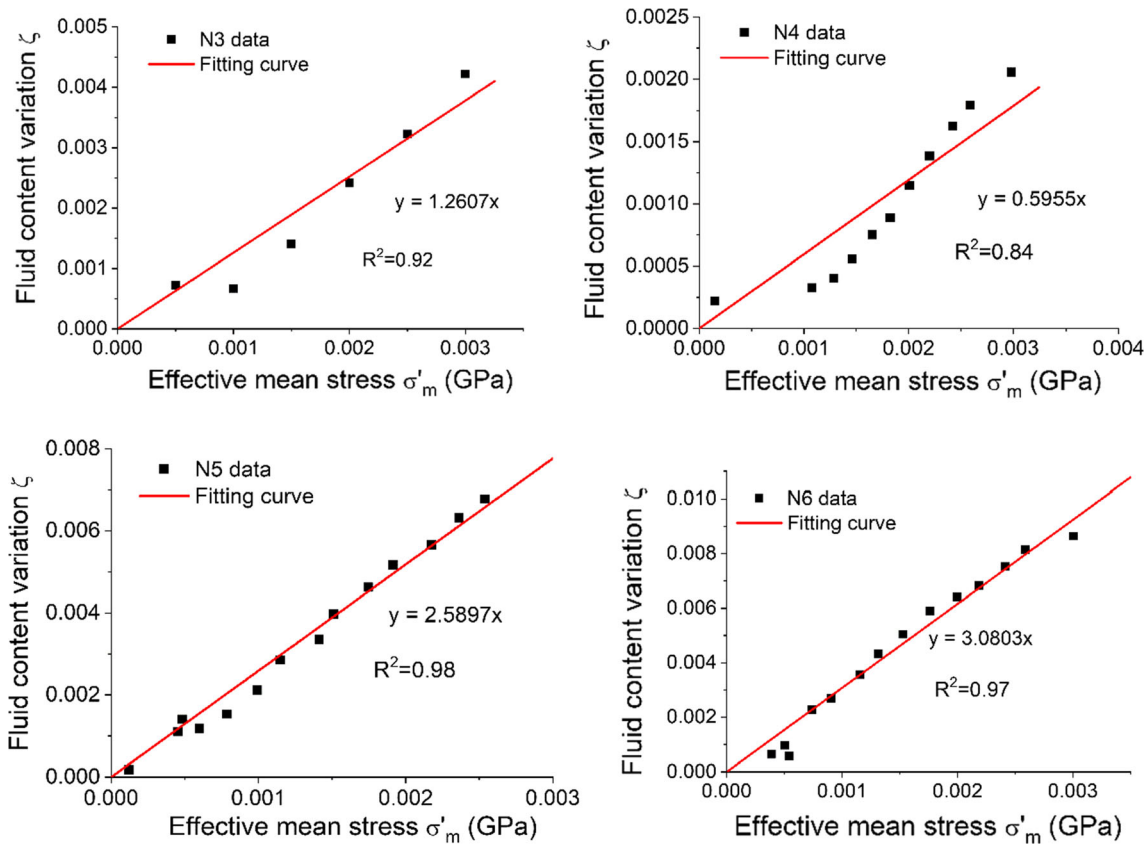 N3 data
Fitting curve
y = 1.2607x
R²=0.92
Fluid content variation ζ
0.005
0.004
0.003
0.002
0.001
0.000
0.000 0.001 0.002 0.003
Effective mean stress σ'm (GPa)
N4 data
Fitting curve
y = 0.5955x
R²=0.84
Fluid content variation ζ
0.0025
0.0020
0.0015
0.0010
0.0005
0.0000
0.000 0.001 0.002 0.003 0.004
Effective mean stress σ'm (GPa)
N5 data
Fitting curve
y = 2.5897x
R²=0.98
Fluid content variation ζ
0.008
0.006
0.004
0.002
0.000
0.000 0.001 0.002 0.003
Effective mean stress σ'm (GPa)
N6 data
Fitting curve
y = 3.0803x
R²=0.97
Fluid content variation ζ
0.010
0.008
0.006
0.004
0.002
0.000
0.000 0.001 0.002 0.003
Effective mean stress σ'm (GPa)